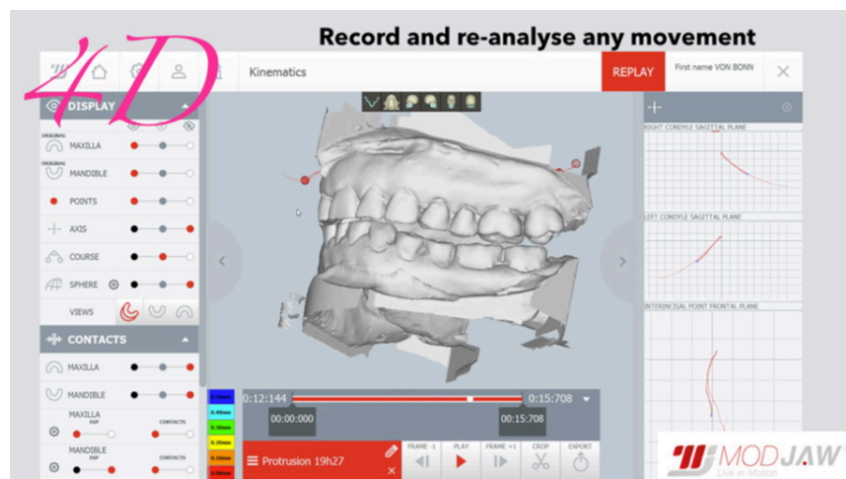 Record and re-analyse any movement
4D
Kinematics
REPLAY
First name VON BONN
DISPLAY
ORIGINAL
MAXILLA
ORIGINAL
MANDIBLE
POINTS
AXIS
COURSE
SPHERE
VIEWS
CONTACTS
MAXILLA
MANDIBLE
MAXILLA
CONTACTS
MANDIBLE
CONTACTS
RIGHT CONDYLE SAGITTAL PLANE
LEFT CONDYLE SAGITTAL PLANE
INTERINCISAL POINT FRONTAL PLANE
0:12:144
0:15:708
00:00:000
00:15:708
Protrusion 19h27
FRAME -1
PLAY
FRAME +1
CROP
EXPORT
MODJAW
Live in Motion